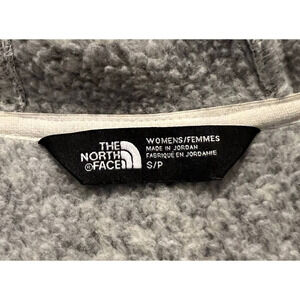 THE
NORTH
FACE
WOMENS/FEMMES
MADE IN JORDAN
FABRIQUE EN JORDANIE
S/P